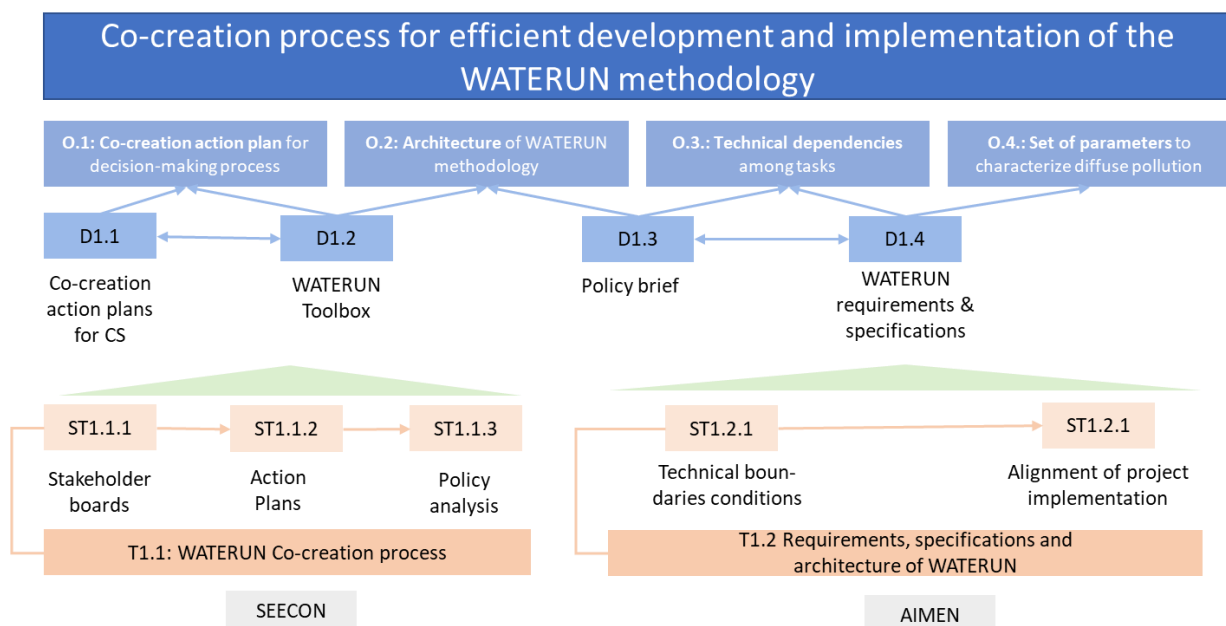 Co-creation process for efficient development and implementation of the
WATERUN methodology
O.1: Co-creation action plan for
decision-making process
O.2: Architecture of WATERUN
methodology
O.3.: Technical dependencies
among tasks
O.4.: Set of parameters to
characterize diffuse pollution
D1.1
D1.2
D1.3
D1.4
Co-creation
action plans
for CS
WATERUN
Toolbox
Policy brief
WATERUN
requirements &
specifications
ST1.1.1
ST1.1.2
ST1.1.3
ST1.2.1
ST1.2.1
Stakeholder
boards
Action
Plans
Policy
analysis
Technical boun-
daries conditions
Alignment of project
implementation
T1.1: WATERUN Co-creation process
T1.2 Requirements, specifications and
architecture of WATERUN
SEECON
AIMEN